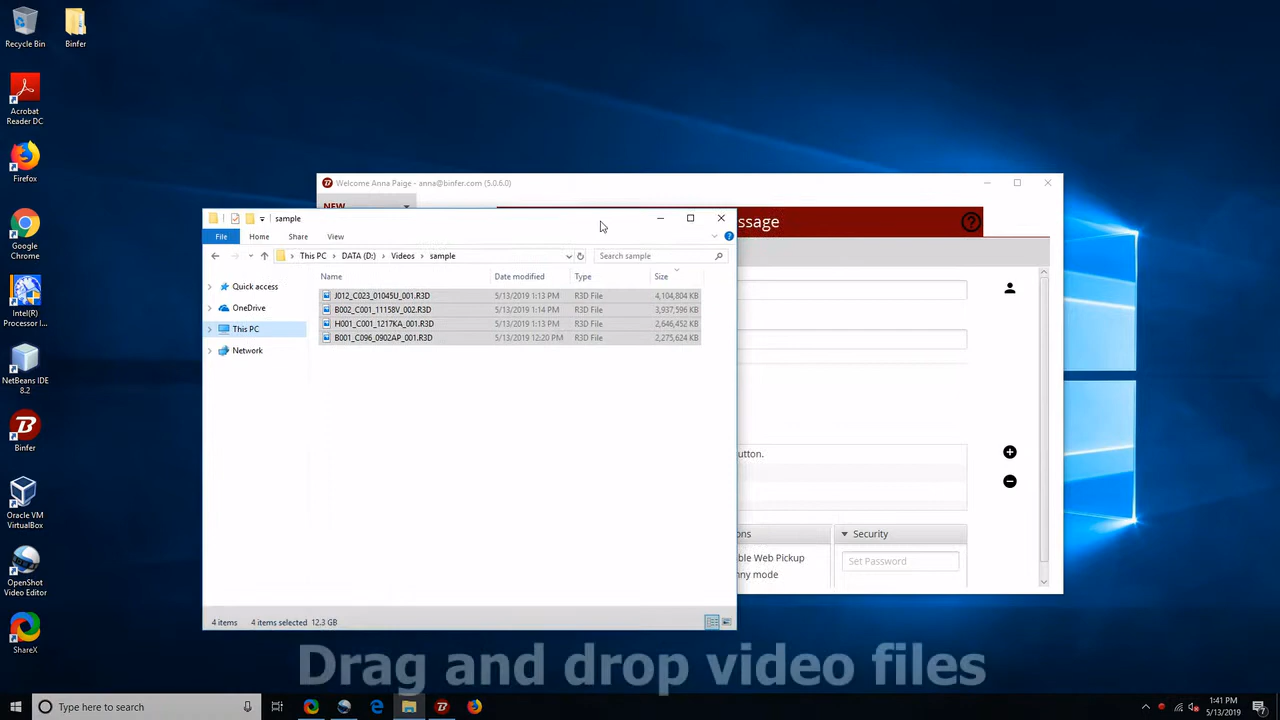 Recycle Bin
Binfer
Acrobat
Reader DC
Firefox
Google
Chrome
Intel(R)
Processor I...
NetBeans IDE
8.2
Binfer
Oracle VM
VirtualBox
OpenShot
Video Editor
ShareX
Welcome Anna Paige - anna@binfer.com (5.0.6.0)
NEW
ssage
sample
File Home Share View
This PC DATA (D:) Videos sample
Search sample
Name Date modified Type Size
Quick access
OneDrive
This PC
Network
J012_C023_01045U_001.R3D 5/13/2019 1:13 PM R3D File 4,104,804 KB
B002_C001_11158V_002.R3D 5/13/2019 1:14 PM R3D File 3,937,596 KB
H001_C001_1217KA_001.R3D 5/13/2019 1:13 PM R3D File 2,646,452 KB
B001_C096_0902AP_001.R3D 5/13/2019 12:20 PM R3D File 2,275,624 KB
utton.
ons
Security
ble Web Pickup
Set Password
nny mode
4 items 4 items selected 12.3 GB
Drag and drop video files
Type here to search
1:41 PM
5/13/2019